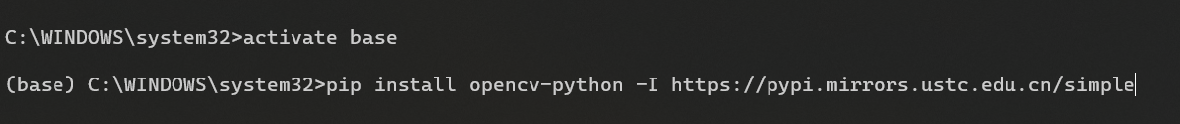 C:\WINDOWS\system32>activate base
(base) C:\WINDOWS\system32>pip install opencv-python -I https://pypi.mirrors.ustc.edu.cn/simple